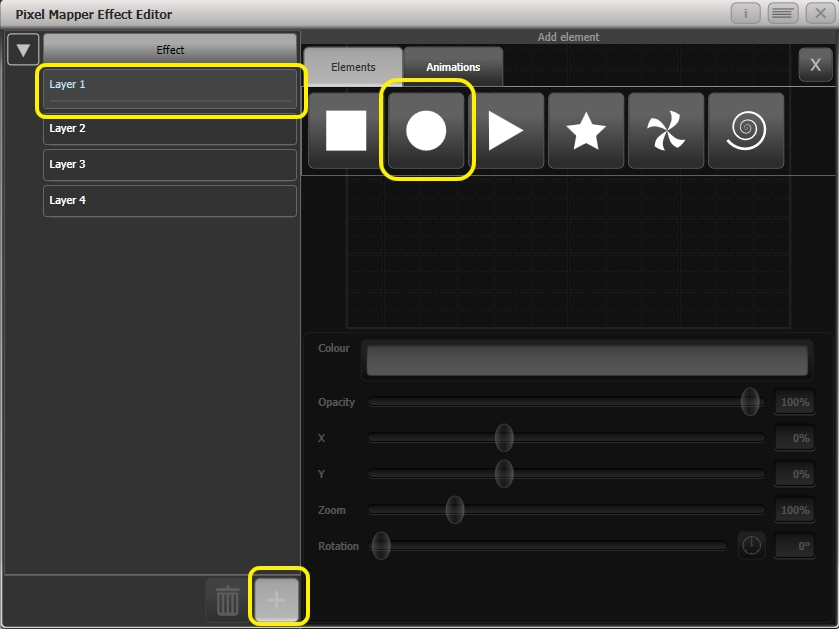 Pixel Mapper Effect Editor
i
X
Effect
Add element
Layer 1
Elements
Animations
X
Layer 2
Layer 3
Layer 4
Colour
Opacity
100%
X
0%
Y
0%
Zoom
100%
Rotation
0°